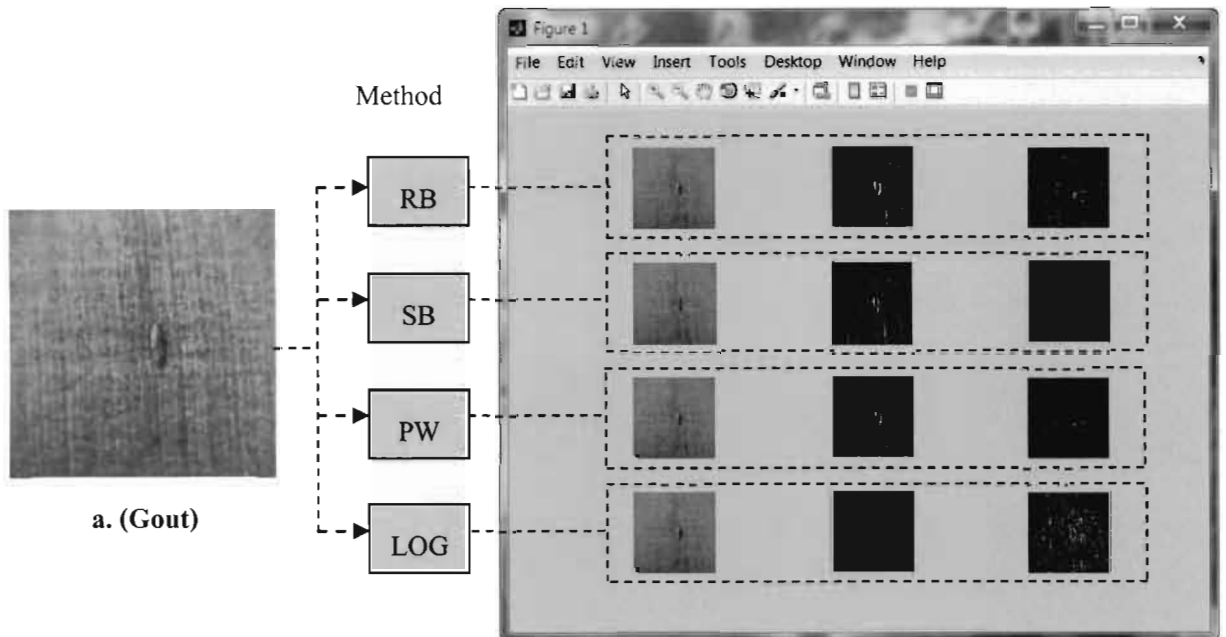 Figure 1
File Edit View Insert Tools Desktop Window Help
Method
RB
SB
PW
LOG
a. (Gout)